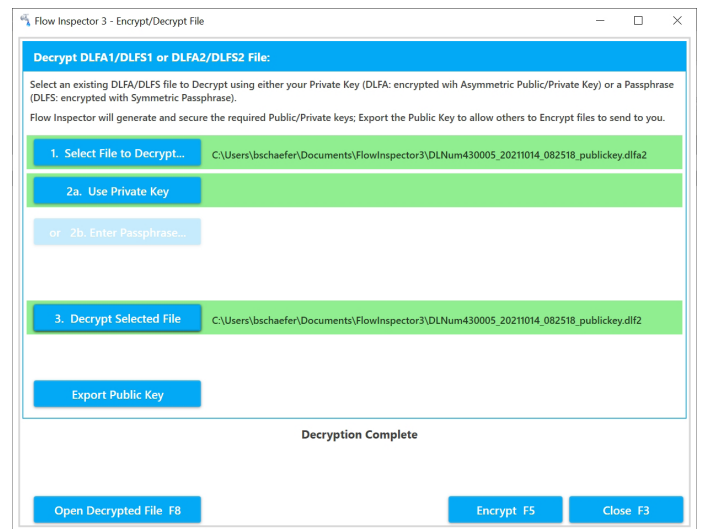 Flow Inspector 3 - Encrypt/Decrypt File
Decrypt DLFA1/DLFS1 or DLFA2/DLFS2 File:
Select an existing DLFA/DLFS file to Decrypt using either your Private Key (DLFA: encrypted wih Asymmetric Public/Private Key) or a Passphrase
(DLFS: encrypted with Symmetric Passphrase).
Flow Inspector will generate and secure the required Public/Private keys; Export the Public Key to allow others to Encrypt files to send to you.
1. Select File to Decrypt... C:\Users\bschaefer\Documents\FlowInspector3\DLNum430005_20211014_082518_publickey.dlfa2
2a. Use Private Key
or 2b. Enter Passphrase...
3. Decrypt Selected File C:\Users\bschaefer\Documents\FlowInspector3\DLNum430005_20211014_082518_publickey.dlf2
Export Public Key
Decryption Complete
Open Decrypted File F8 Encrypt F5 Close F3